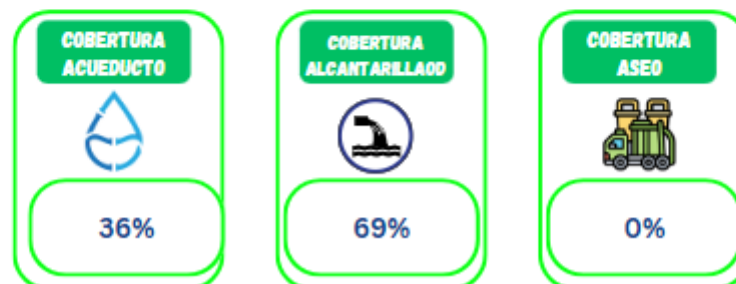 COBERTURA
ACUEDUCTO
36%
COBERTURA
ALCANTARILLAOD
69%
COBERTURA
ASEO
0%